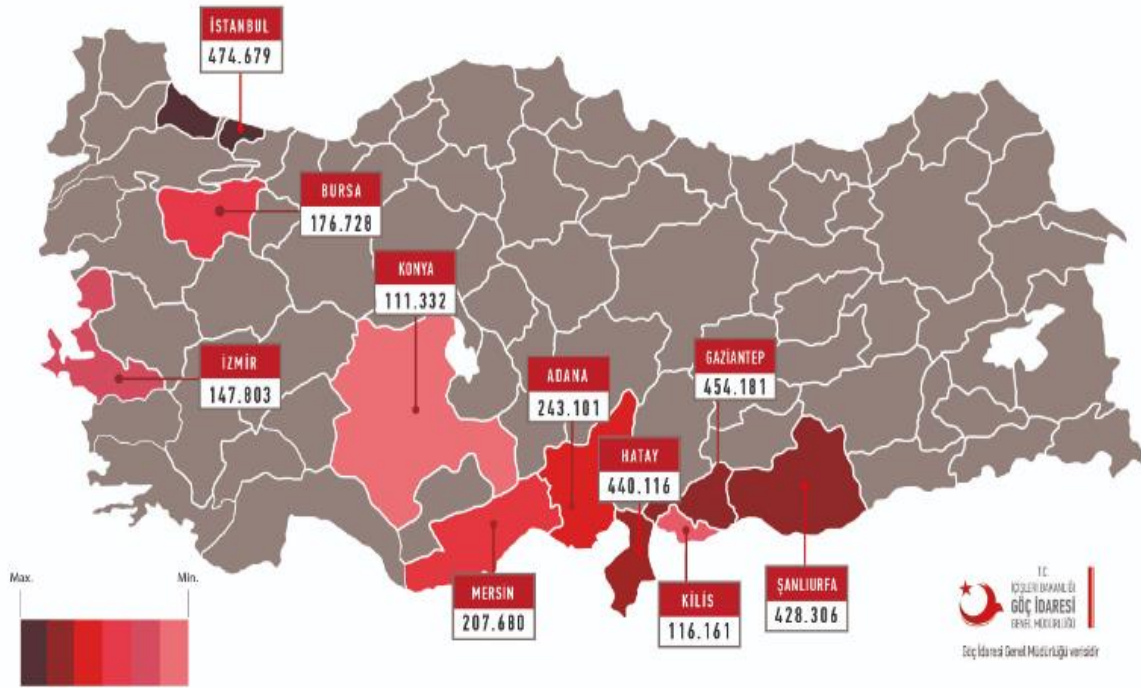 İSTANBUL
474.679
BURSA
176.728
KONYA
111.332
İZMİR
147.803
ADANA
243.101
GAZİANTEP
454.181
HATAY
440.116
MERSİN
207.680
KİLİS
116.161
ŞANLIURFA
428.306
Max.
Min.
T.C.
İÇİŞLERİ BAKANLIĞI
GÖÇ İDARESİ
GENEL MÜDÜRLÜĞÜ
Göç İdaresi Genel Müdürlüğü verisidir